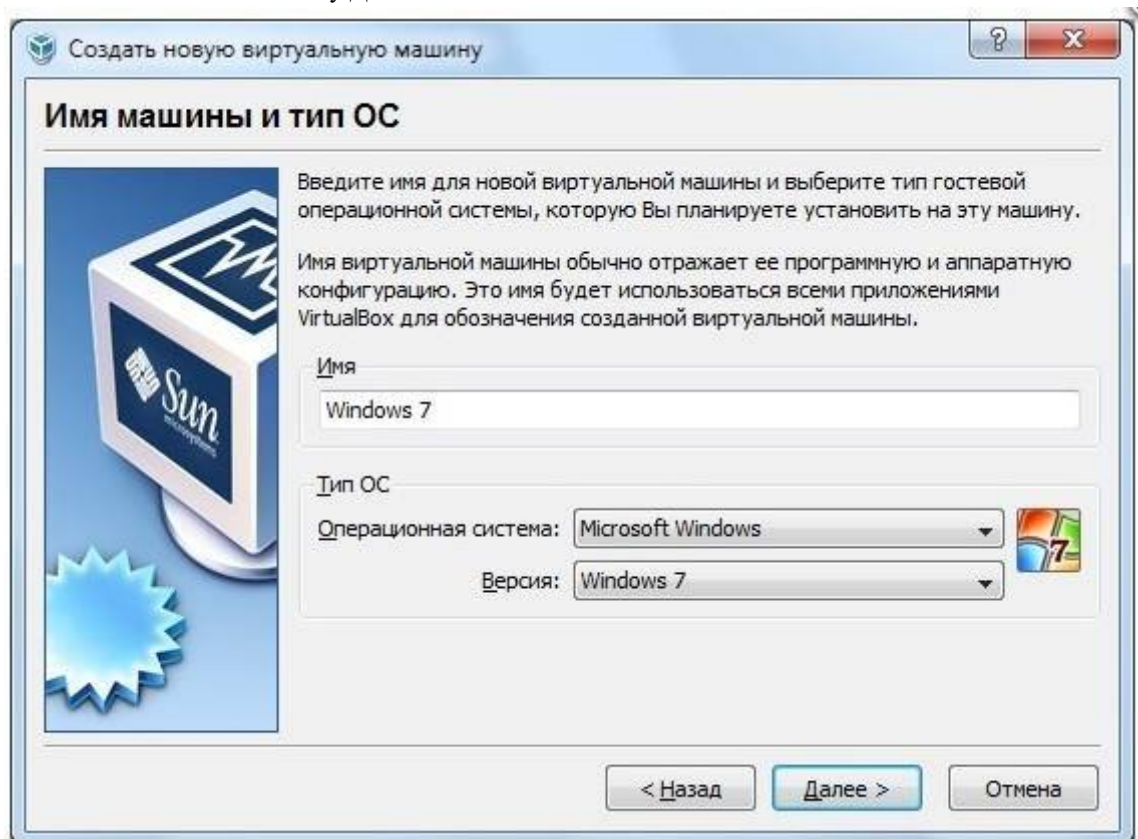 Создать новую виртуальную машину
Имя машины и тип ОС
Введите имя для новой виртуальной машины и выберите тип гостевой
операционной системы, которую Вы планируете установить на эту машину.
Имя виртуальной машины обычно отражает ее программную и аппаратную
конфигурацию. Это имя будет использоваться всеми приложениями
VirtualBox для обозначения созданной виртуальной машины.
Sun
microsystems
Имя
Windows 7
Тип ОС
Операционная система: Microsoft Windows
7
Версия: Windows 7
< Назад Далее > Отмена